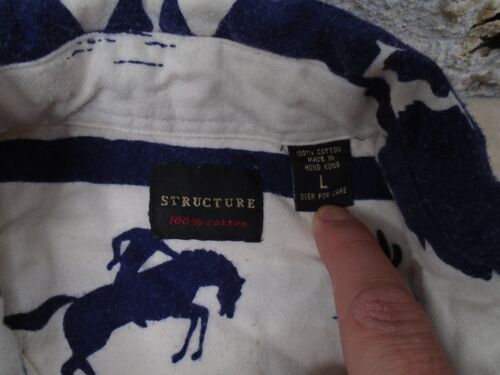 STRUCTURE
100% cotton
100% COTTON
MADE IN
HONG KONG
L
OVER FOR CARE